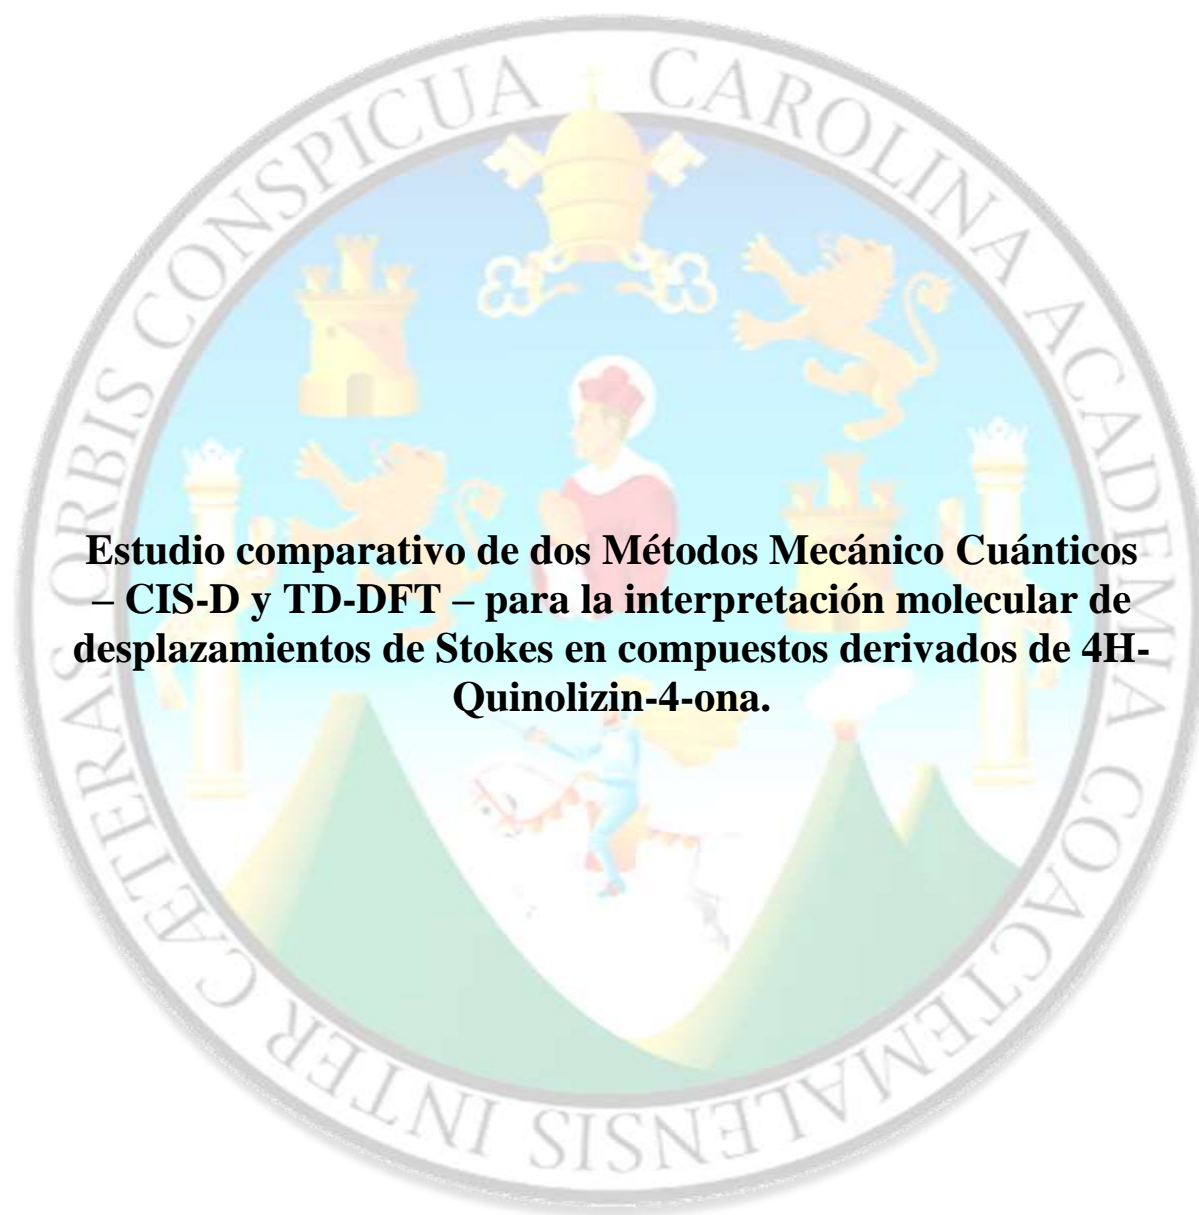 CAROLINA ACADEMIA COACTEMALENSIS INTER CÆTERAS ORBIS CONSPICUA
Estudio comparativo de dos Métodos Mecánico Cuánticos
– CIS-D y TD-DFT – para la interpretación molecular de
desplazamientos de Stokes en compuestos derivados de 4H-
Quinolizin-4-ona.